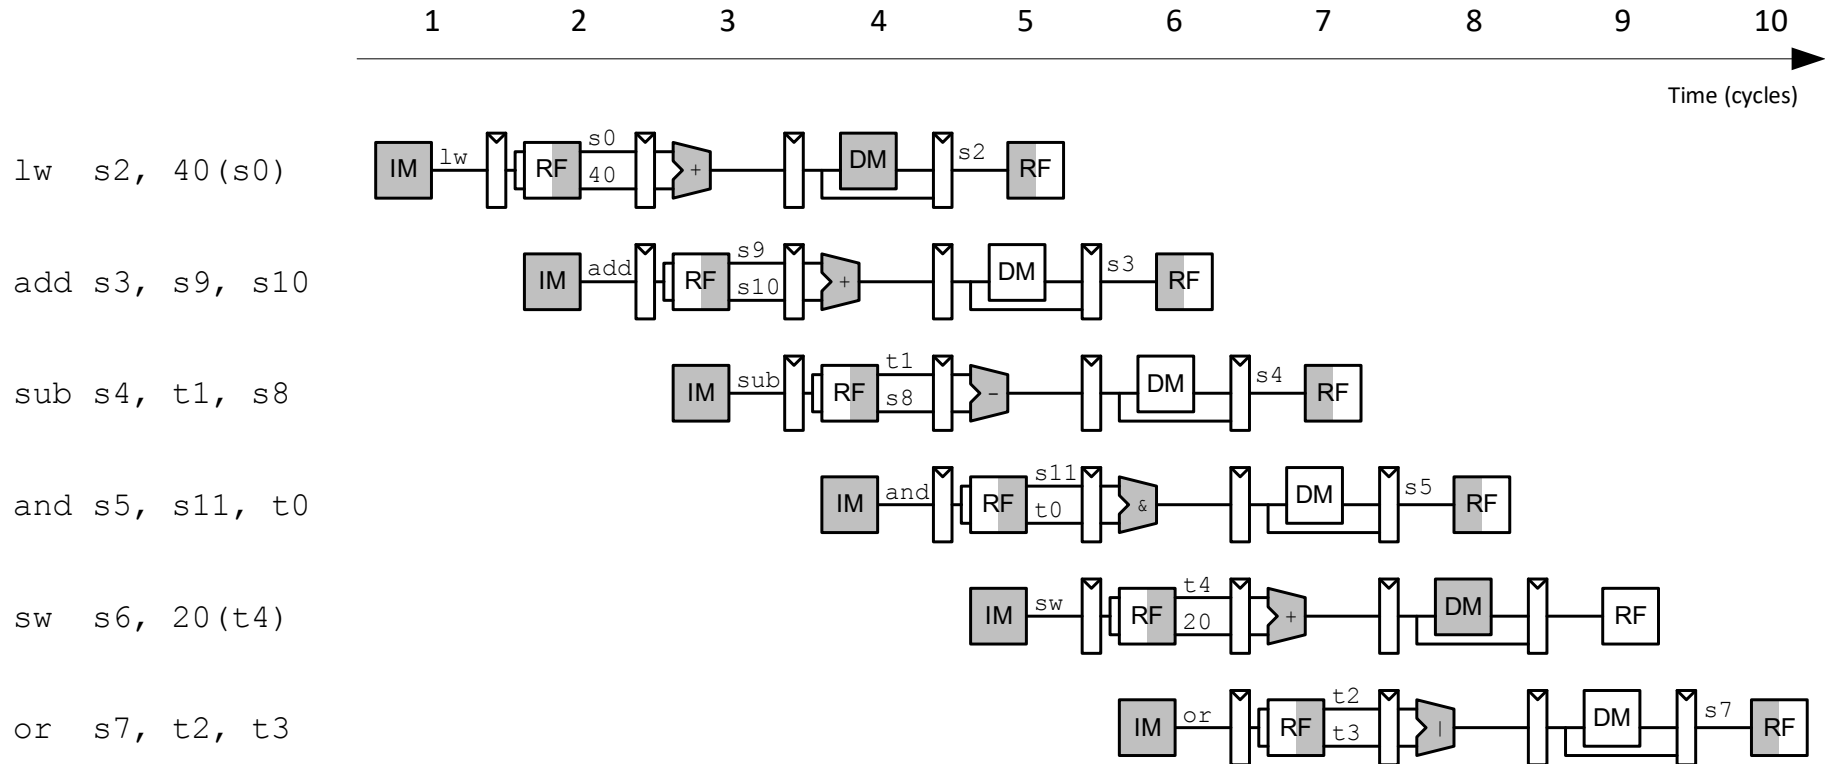 1 2 3 4 5 6 7 8 9 10
Time (cycles)
lw s2, 40(s0) IM lw RF s0 40 + DM s2 RF
add s3, s9, s10 IM add RF s9 s10 + DM s3 RF
sub s4, t1, s8 IM sub RF t1 s8 - DM s4 RF
and s5, s11, t0 IM and RF s11 t0 & DM s5 RF
sw s6, 20(t4) IM sw RF t4 20 + DM RF
or s7, t2, t3 IM or RF t2 t3 | DM s7 RF